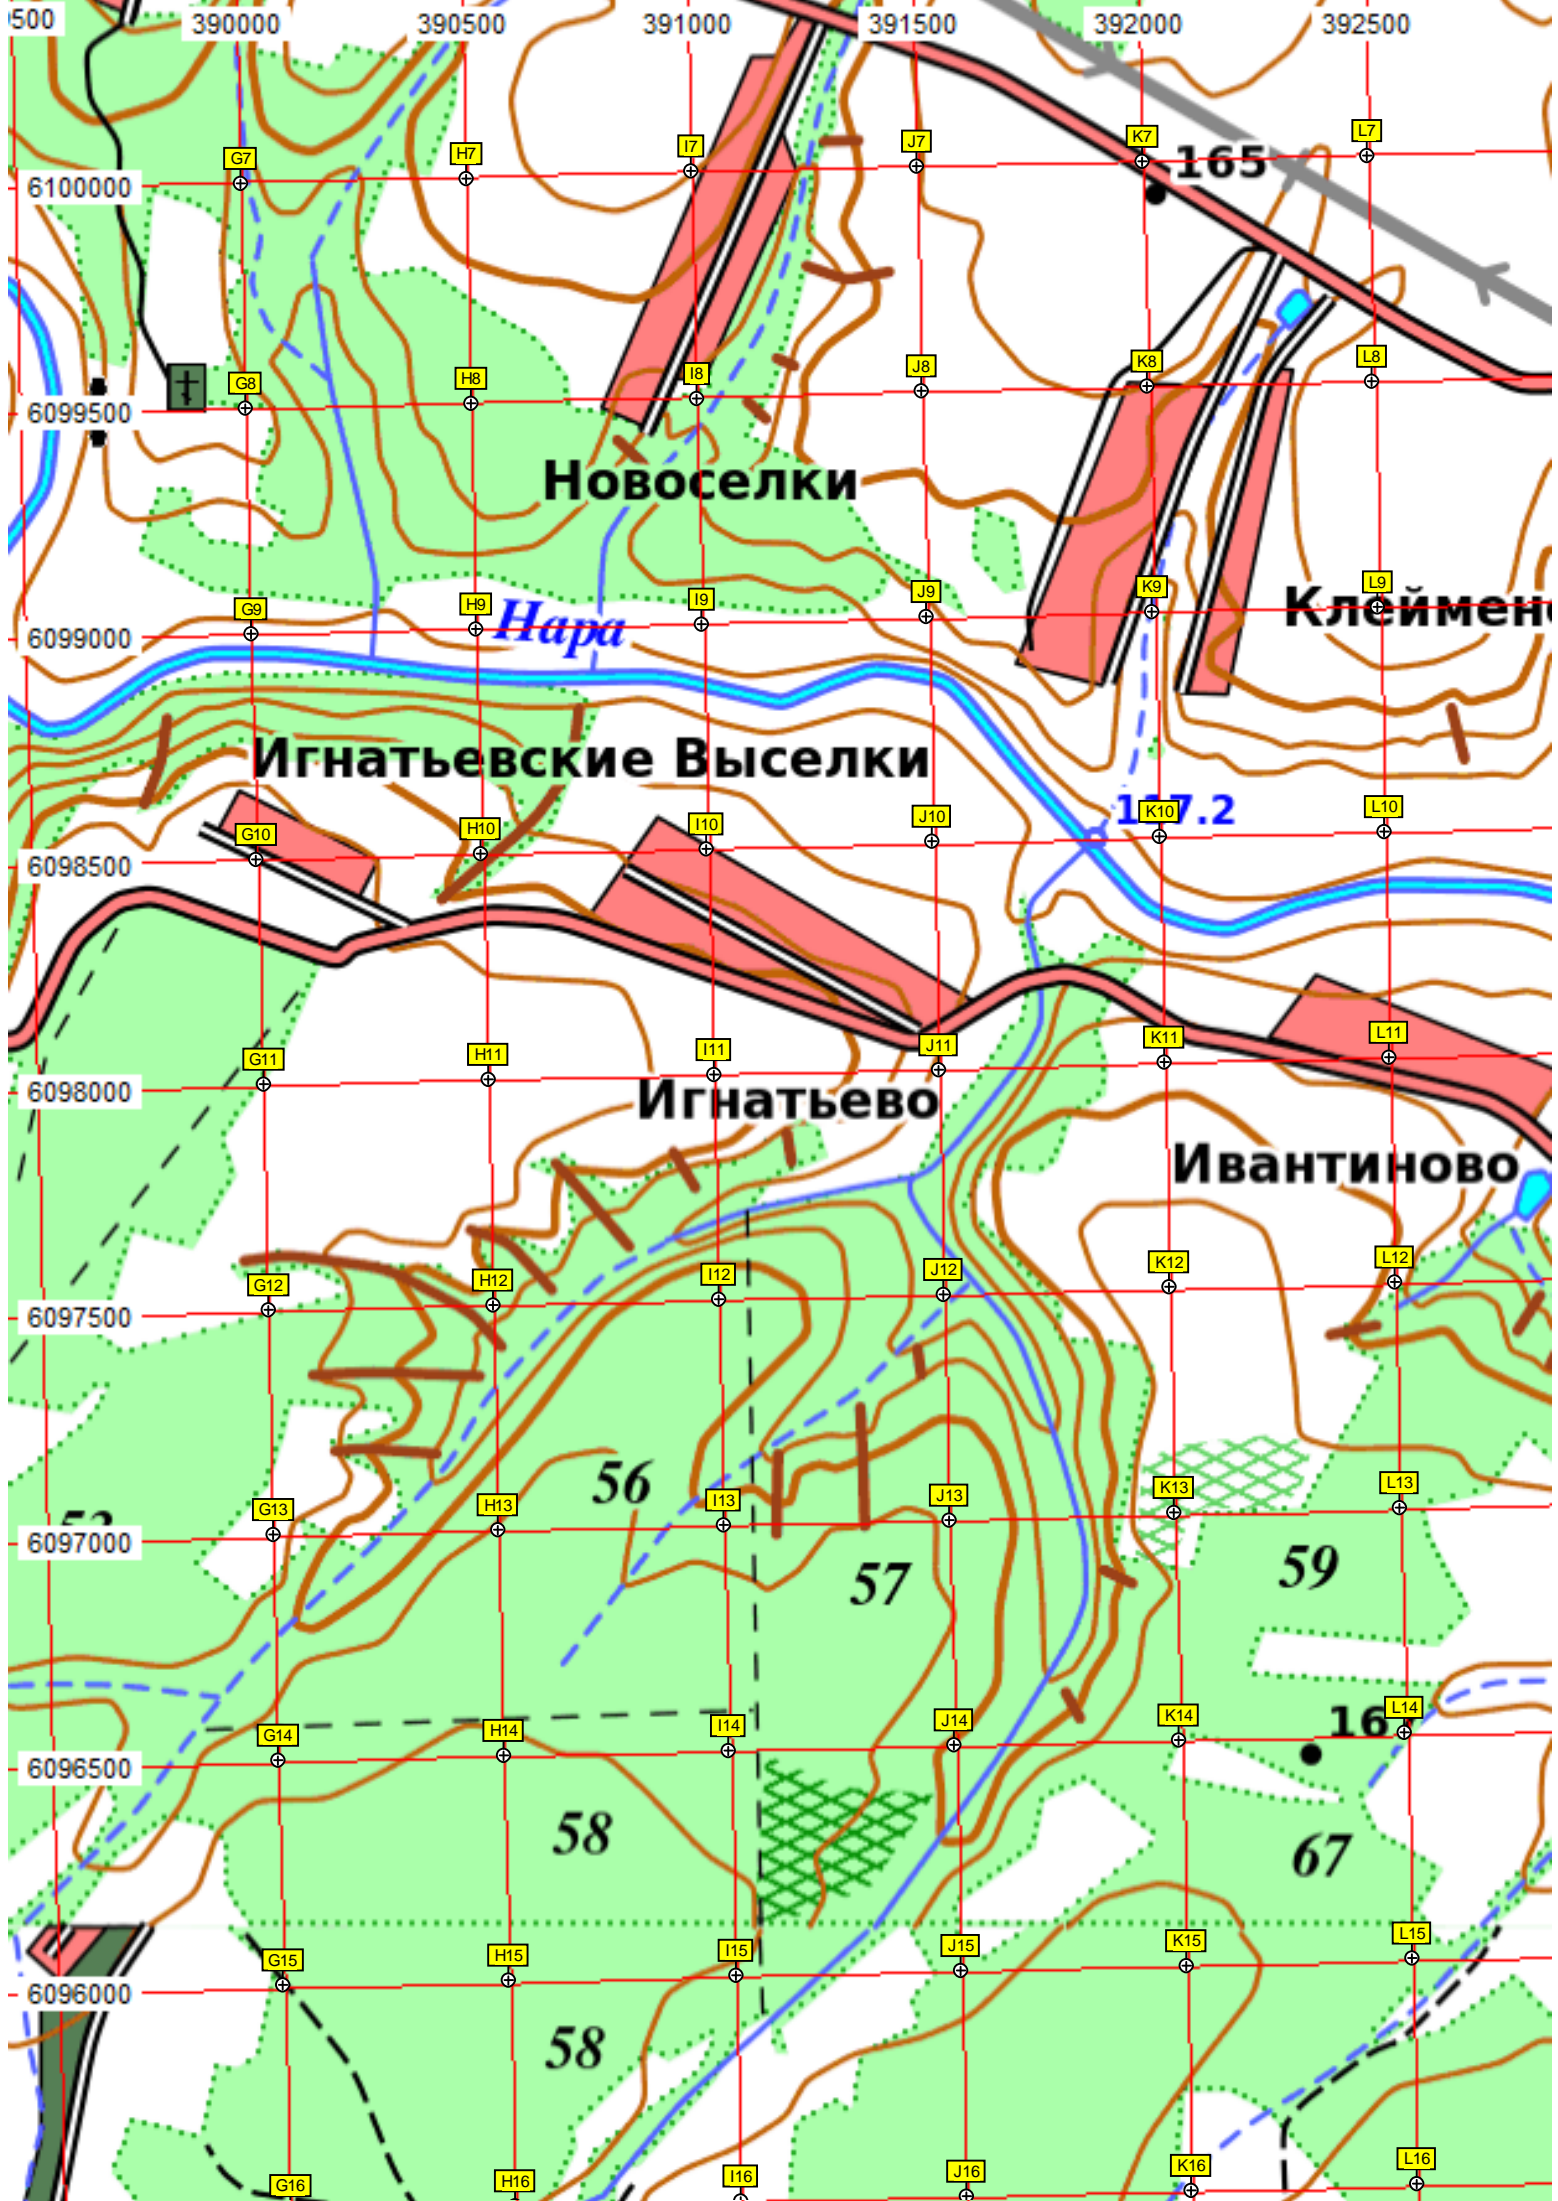 390000 390500 391000 391500 392000 392500
G7 H7 I7 J7 K7 L7
165
6100000
G8 H8 I8 J8 K8 L8
6099500
Новоселки
G9 H9 I9 J9 K9 L9
Нара
6099000
Игнатьевские Выселки
G10 H10 I10 J10 K10 L10
6098500
G11 H11 I11 J11 K11 L11
6098000
Игнатьево
Ивантиново
G12 H12 I12 J12 K12 L12
6097500
56
G13 H13 I13 J13 K13 L13
6097000
57
59
G14 H14 I14 J14 K14 L14
6096500
58
67
G15 H15 I15 J15 K15 L15
6096000
58
G16 H16 I16 J16 K16 L16